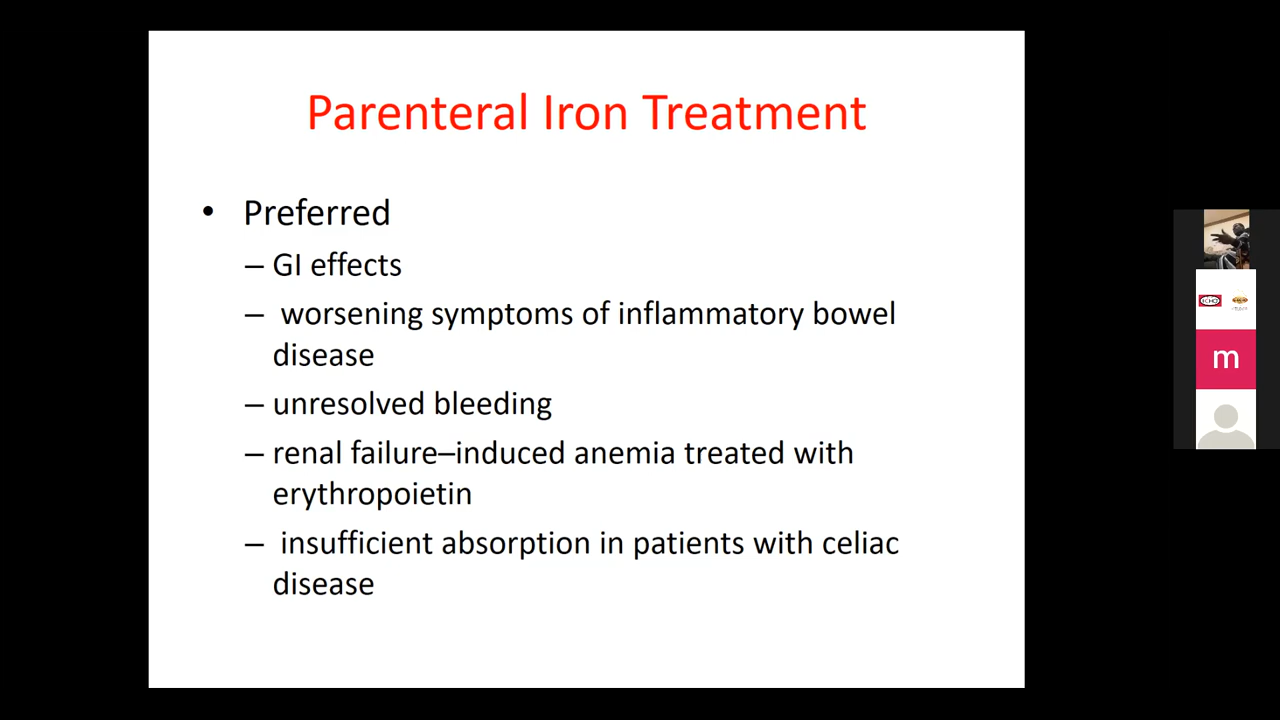 Parenteral Iron Treatment
• Preferred
– GI effects
– worsening symptoms of inflammatory bowel
disease
– unresolved bleeding
– renal failure–induced anemia treated with
erythropoietin
– insufficient absorption in patients with celiac
disease
m